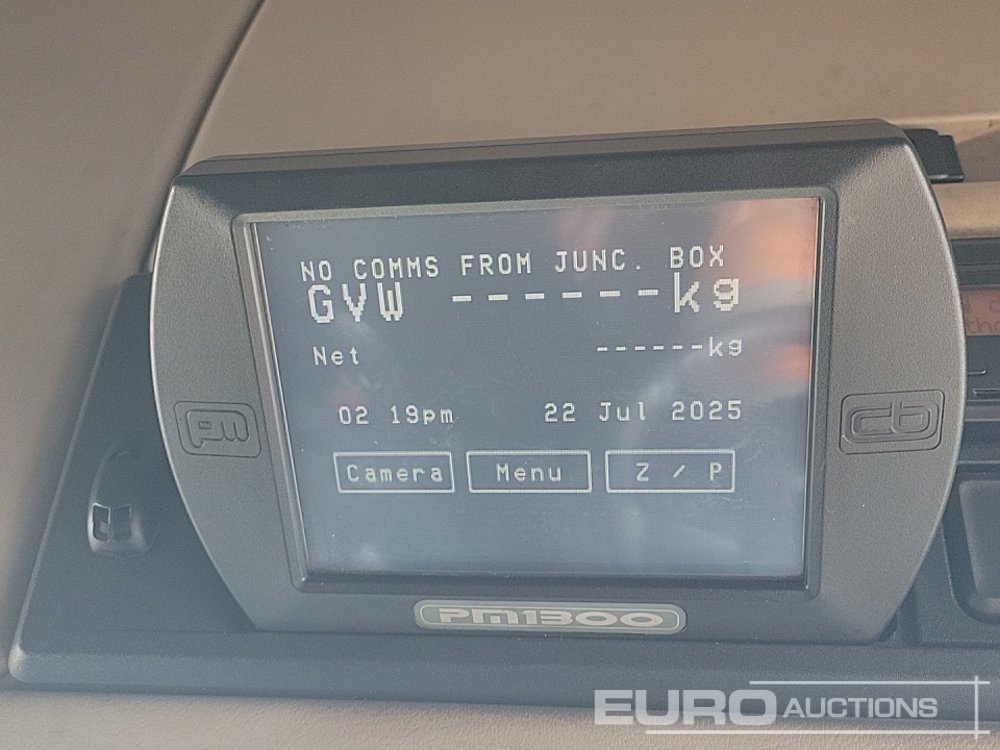 NO COMMS FROM JUNC. BOX
GVW ------kg
Net ------kg
02 19pm 22 Jul 2025
Camera Menu Z / P
pm
cb
PM1300
EURO AUCTIONS